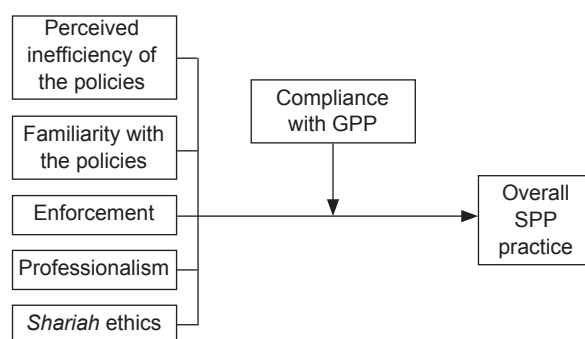 Perceived
inefficiency of
the policies
Familiarity with
the policies
Enforcement
Professionalism
Shariah ethics
Compliance
with GPP
Overall
SPP
practice